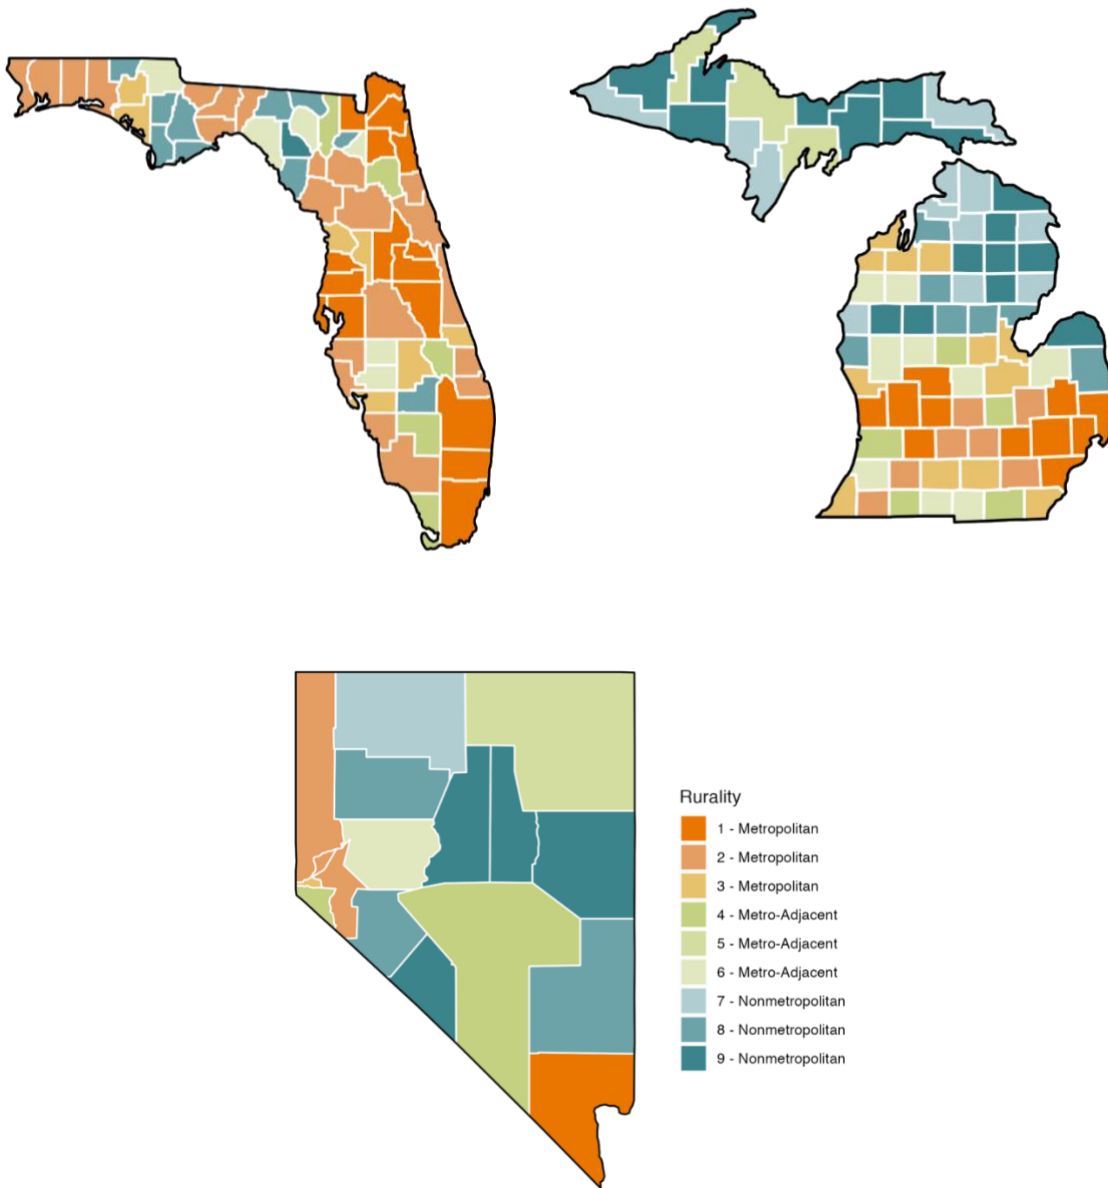 Rurality
1 - Metropolitan
2 - Metropolitan
3 - Metropolitan
4 - Metro-Adjacent
5 - Metro-Adjacent
6 - Metro-Adjacent
7 - Nonmetropolitan
8 - Nonmetropolitan
9 - Nonmetropolitan